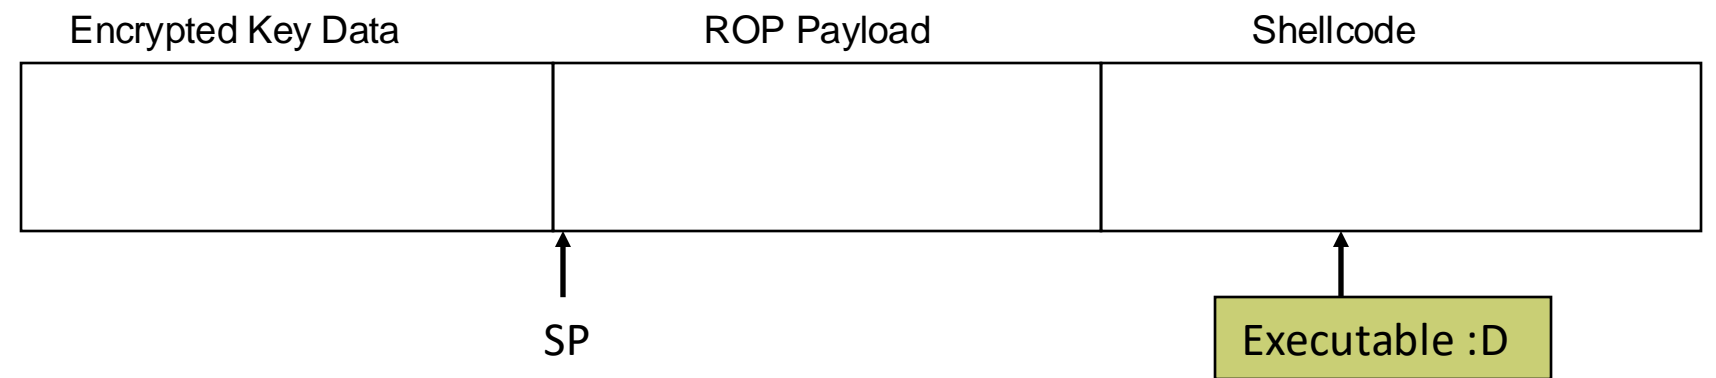 Encrypted Key Data
ROP Payload
Shellcode
SP
Executable :D